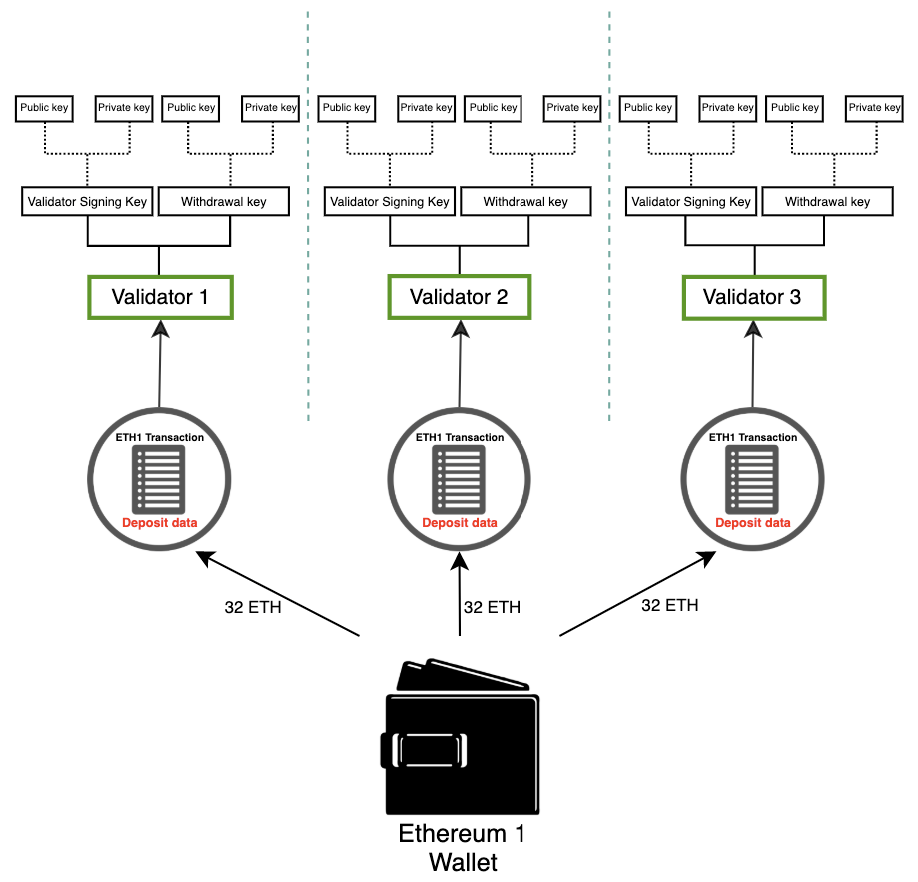 Public key Private key Public key Private key Public key Private key Public key Private key Public key Private key Public key Private key
Validator Signing Key Withdrawal key Validator Signing Key Withdrawal key Validator Signing Key Withdrawal key
Validator 1 Validator 2 Validator 3
ETH1 Transaction ETH1 Transaction ETH1 Transaction
Deposit data Deposit data Deposit data
32 ETH 32 ETH 32 ETH
Ethereum 1
Wallet